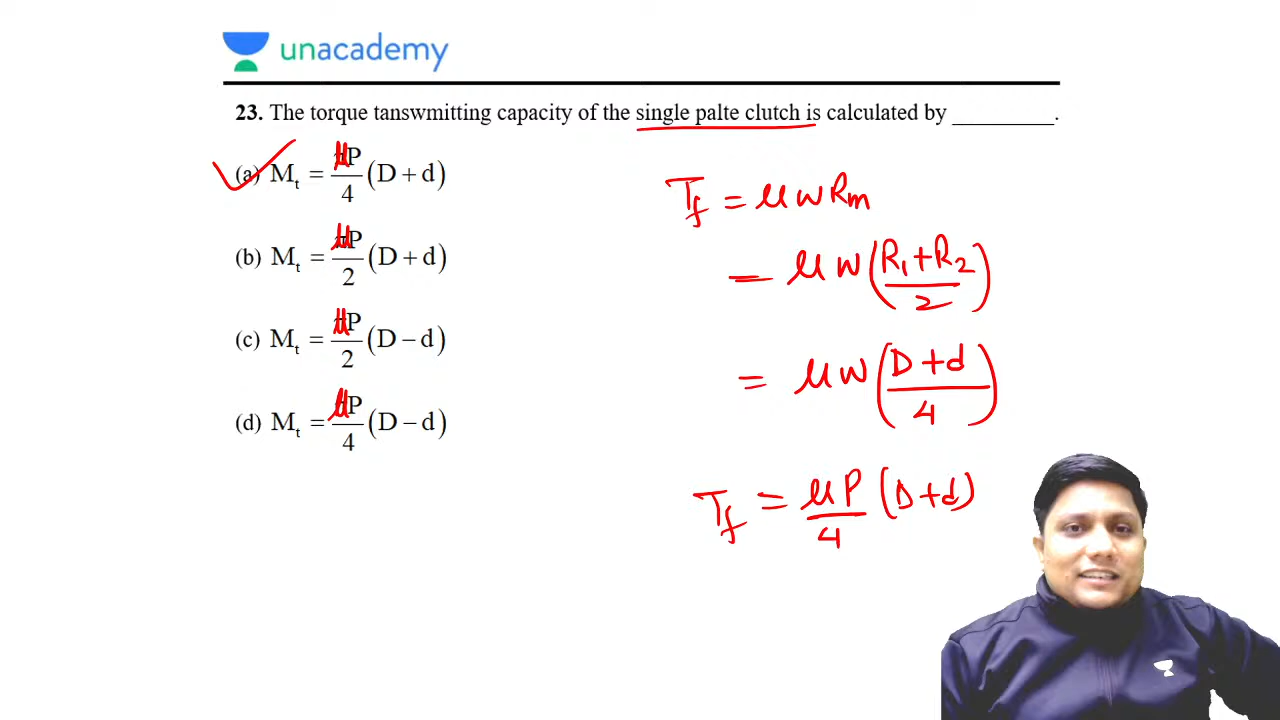 unacademy
23. The torque tanswmitting capacity of the single palte clutch is calculated by _________.
(a) Mt = μP/4 (D + d)
(b) Mt = μP/2 (D + d)
(c) Mt = μP/2 (D − d)
(d) Mt = μP/4 (D − d)
Tf = μ W Rm
= μ W (R1 + R2 / 2)
= μ W (D + d / 4)
Tf = μP/4 (D + d)